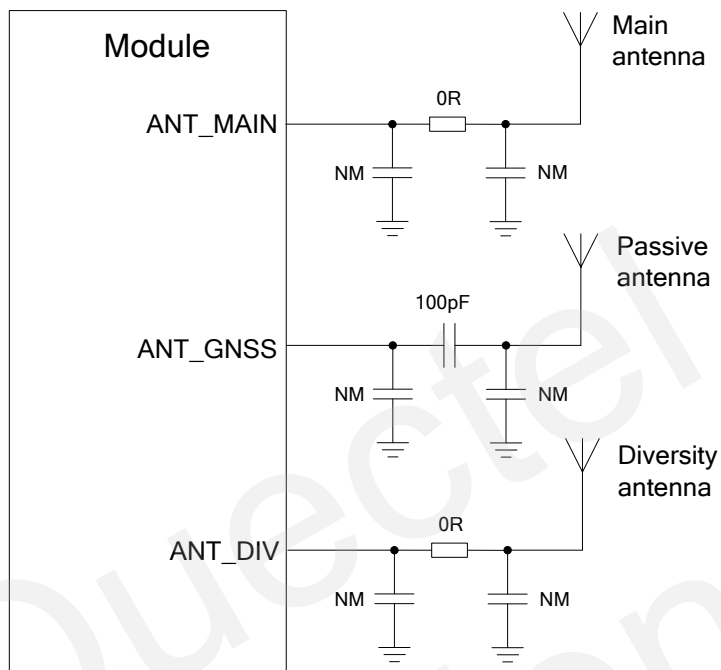 Module
Main
antenna
0R
ANT_MAIN
NM
NM
Passive
antenna
100pF
ANT_GNSS
NM
NM
Diversity
antenna
0R
ANT_DIV
NM
NM
Quectel